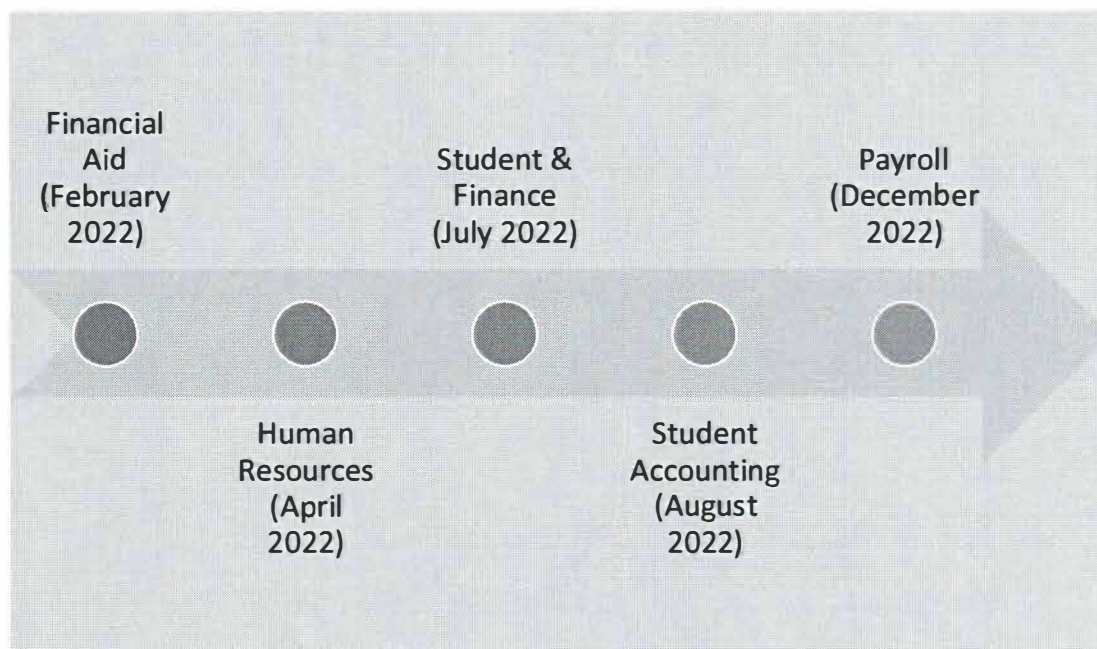 Financial
Aid
(February
2022)
Human
Resources
(April
2022)
Student &
Finance
(July 2022)
Student
Accounting
(August
2022)
Payroll
(December
2022)